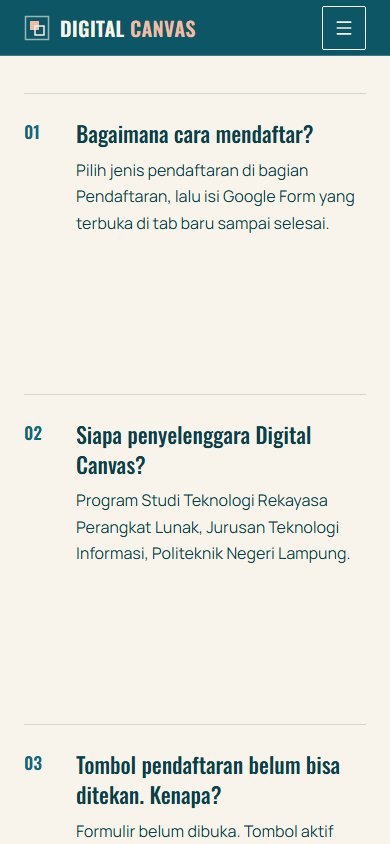 DIGITAL CANVAS
01
Bagaimana cara mendaftar?
Pilih jenis pendaftaran di bagian
Pendaftaran, lalu isi Google Form yang
terbuka di tab baru sampai selesai.
02
Siapa penyelenggara Digital
Canvas?
Program Studi Teknologi Rekayasa
Perangkat Lunak, Jurusan Teknologi
Informasi, Politeknik Negeri Lampung.
03
Tombol pendaftaran belum bisa
ditekan. Kenapa?
Formulir belum dibuka. Tombol aktif